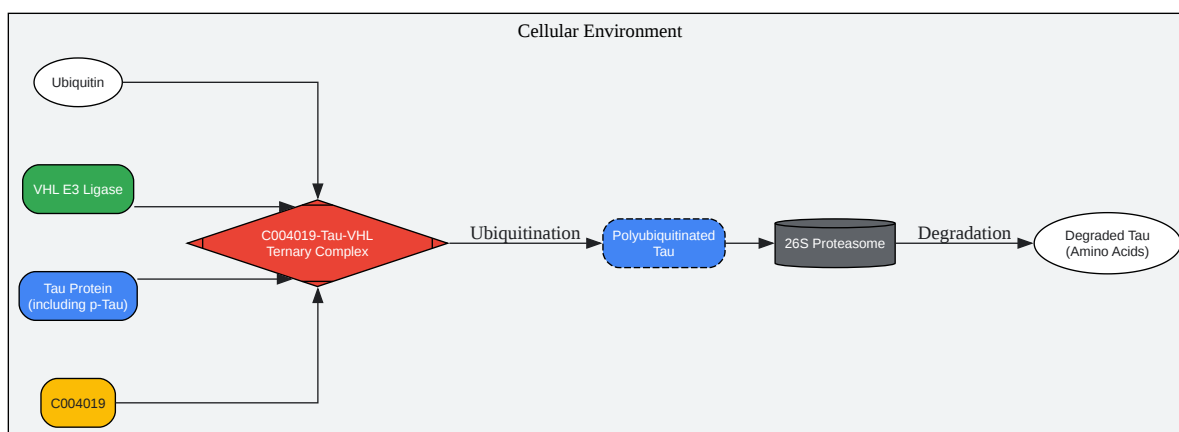 Cellular Environment
Ubiquitin
VHL E3 Ligase
Tau Protein
(including p-Tau)
C004019
C004019-Tau-VHL
Ternary Complex
Ubiquitination
Polyubiquitinated
Tau
26S Proteasome
Degradation
Degraded Tau
(Amino Acids)